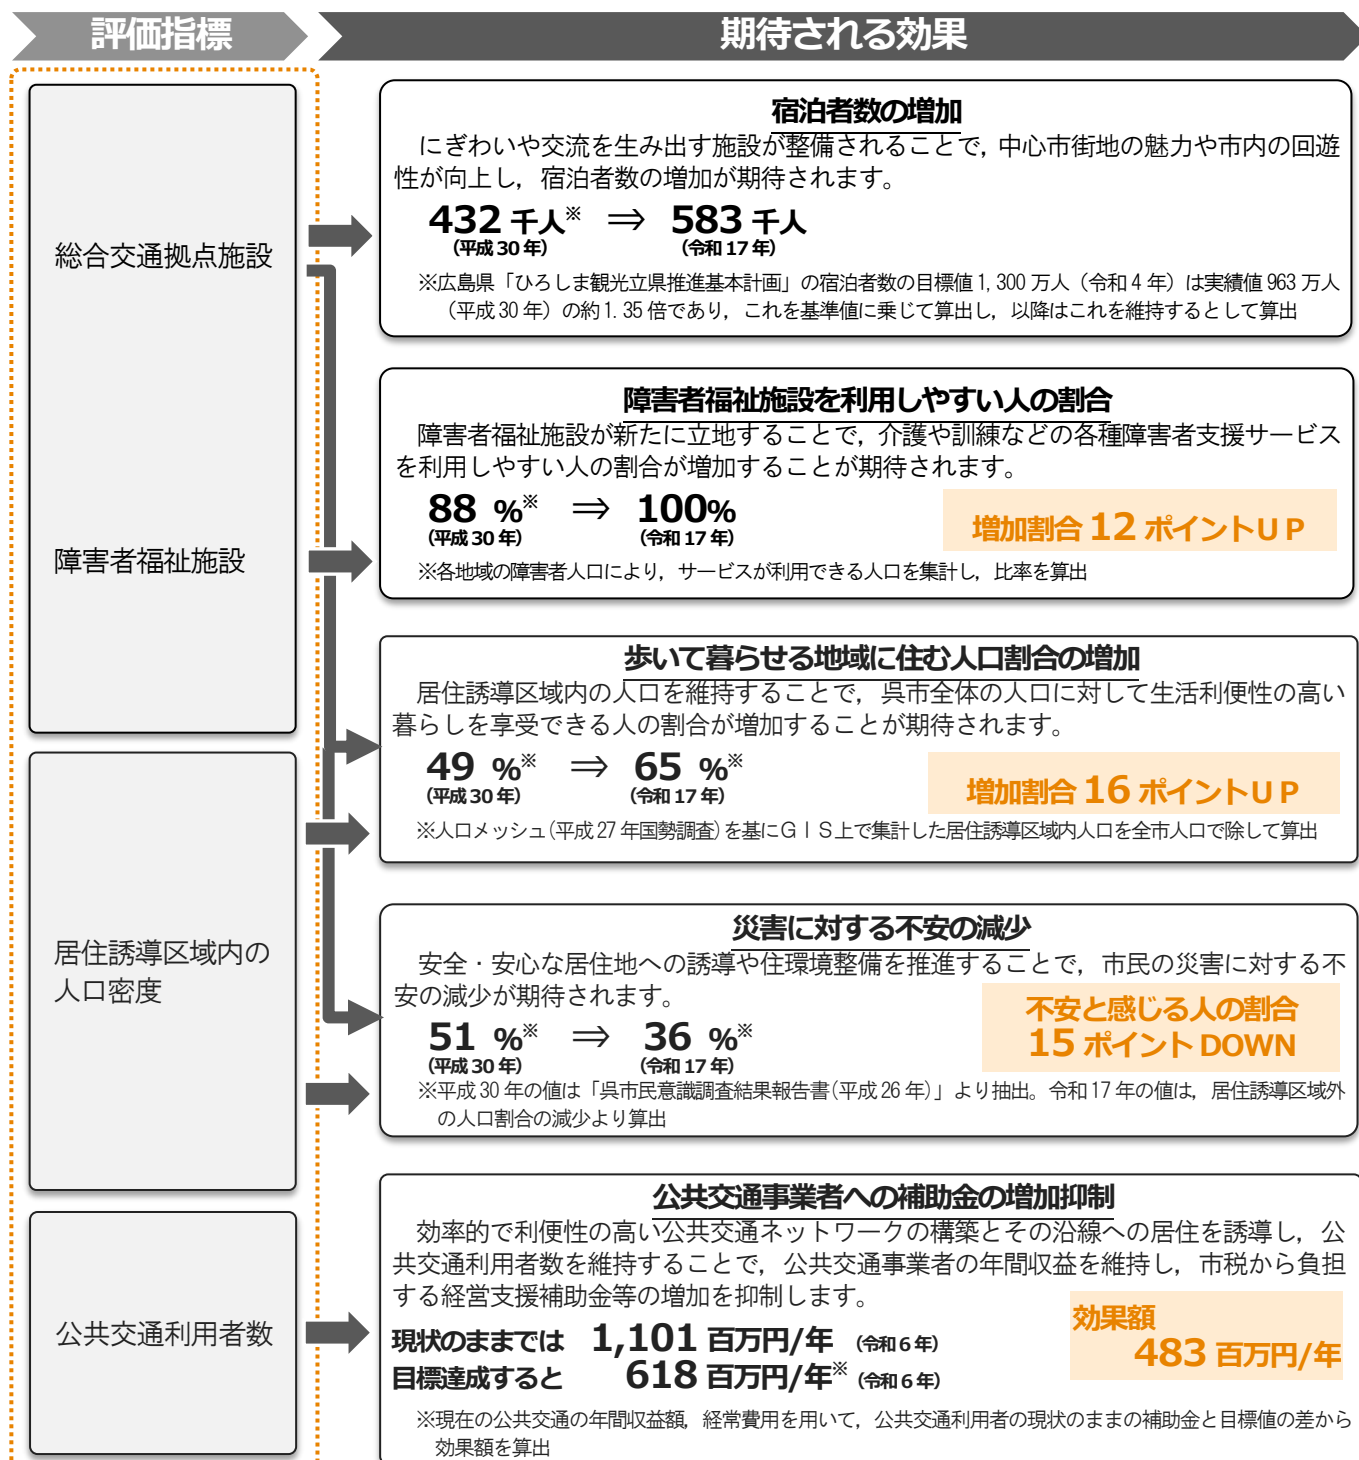 評価指標
期待される効果
総合交通拠点施設
障害者福祉施設
宿泊者数の増加
にぎわいや交流を生み出す施設が整備されることで，中心市街地の魅力や市内の回遊
性が向上し，宿泊者数の増加が期待されます。
432 千人※ ⇒ 583 千人
(平成 30 年) (令和 17 年)
※広島県「ひろしま観光立県推進基本計画」の宿泊者数の目標値 1,300 万人（令和 4 年）は実績値 963 万人
（平成 30 年）の約 1.35 倍であり，これを基準値に乗じて算出し，以降はこれを維持するとして算出
障害者福祉施設を利用しやすい人の割合
障害者福祉施設が新たに立地することで，介護や訓練などの各種障害者支援サービス
を利用しやすい人の割合が増加することが期待されます。
88 %※ ⇒ 100%
(平成 30 年) (令和 17 年)
増加割合 12 ポイントＵＰ
※各地域の障害者人口により，サービスが利用できる人口を集計し，比率を算出
居住誘導区域内の
人口密度
歩いて暮らせる地域に住む人口割合の増加
居住誘導区域内の人口を維持することで，呉市全体の人口に対して生活利便性の高い
暮らしを享受できる人の割合が増加することが期待されます。
49 %※ ⇒ 65 %※
(平成 30 年) (令和 17 年)
増加割合 16 ポイントＵＰ
※人口メッシュ(平成 27 年国勢調査)を基にＧＩＳ上で集計した居住誘導区域内人口を全市人口で除して算出
災害に対する不安の減少
安全・安心な居住地への誘導や住環境整備を推進することで，市民の災害に対する不
安の減少が期待されます。
51 %※ ⇒ 36 %※
(平成 30 年) (令和 17 年)
不安と感じる人の割合
15 ポイント DOWN
※平成 30 年の値は「呉市民意識調査結果報告書(平成 26 年)」より抽出。令和 17 年の値は，居住誘導区域外
の人口割合の減少より算出
公共交通利用者数
公共交通事業者への補助金の増加抑制
効率的で利便性の高い公共交通ネットワークの構築とその沿線への居住を誘導し，公
共交通利用者数を維持することで，公共交通事業者の年間収益を維持し，市税から負担
する経営支援補助金等の増加を抑制します。
現状のままでは 1,101 百万円/年 (令和 6 年)
目標達成すると 618 百万円/年※ (令和 6 年)
効果額
483 百万円/年
※現在の公共交通の年間収益額，経常費用を用いて，公共交通利用者の現状のままの補助金と目標値の差から
効果額を算出